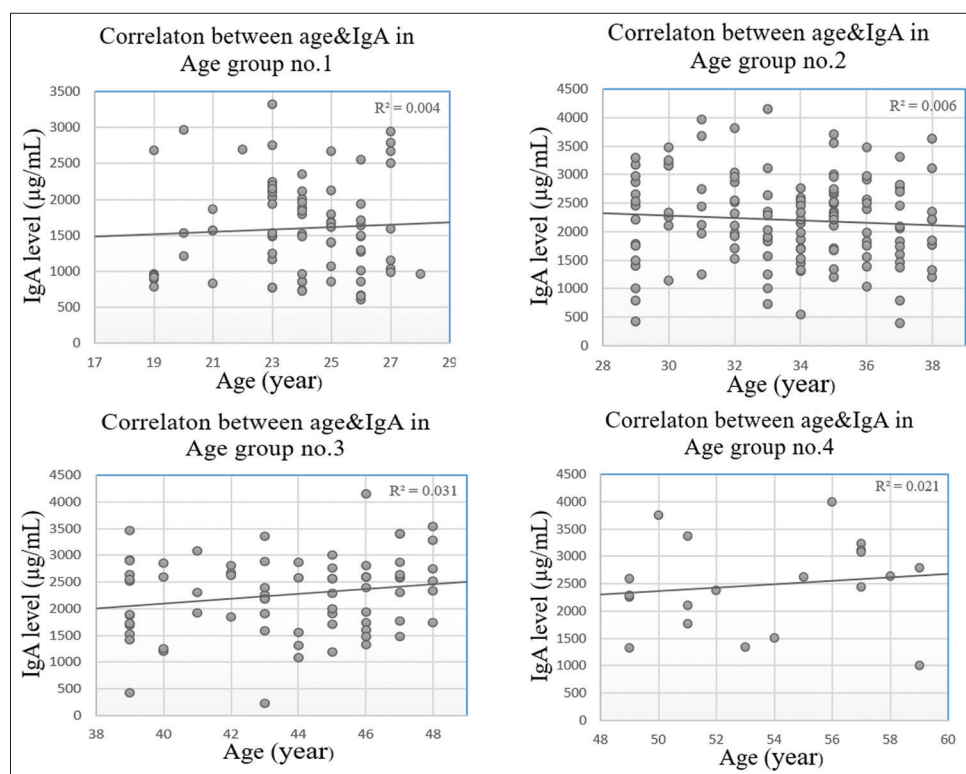 Correlaton between age&IgA in
Age group no.1
R² = 0.004
IgA level (µg/mL)
3500
3000
2500
2000
1500
1000
500
0
17 19 21 23 25 27 29
Age (year)
Correlaton between age&IgA in
Age group no.2
R² = 0.006
IgA level (µg/mL)
4500
4000
3500
3000
2500
2000
1500
1000
500
0
28 30 32 34 36 38
Age (year)
Correlaton between age&IgA in
Age group no.3
R² = 0.031
IgA level (µg/mL)
4500
4000
3500
3000
2500
2000
1500
1000
500
0
38 40 42 44 46 48
Age (year)
Correlaton between age&IgA in
Age group no.4
R² = 0.021
IgA level (µg/mL)
4500
4000
3500
3000
2500
2000
1500
1000
500
0
48 50 52 54 56 58 60
Age (year)